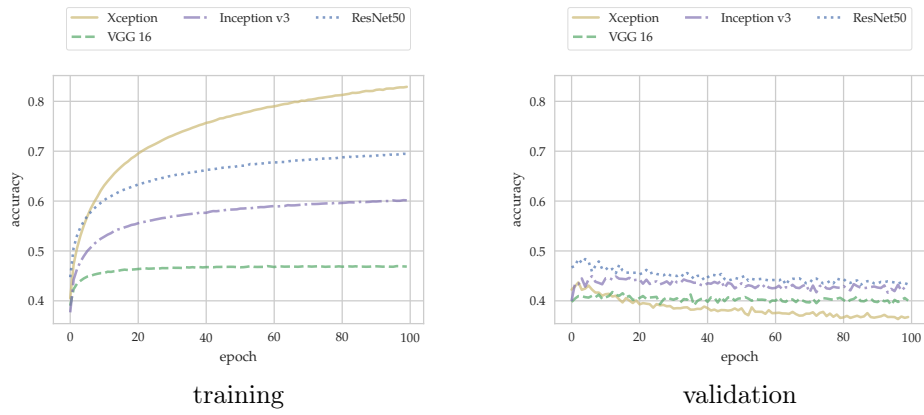 Xception
Inception v3
ResNet50
VGG 16
accuracy
0.8
0.7
0.6
0.5
0.4
0 20 40 60 80 100
epoch
training
Xception
Inception v3
ResNet50
VGG 16
accuracy
0.8
0.7
0.6
0.5
0.4
0 20 40 60 80 100
epoch
validation